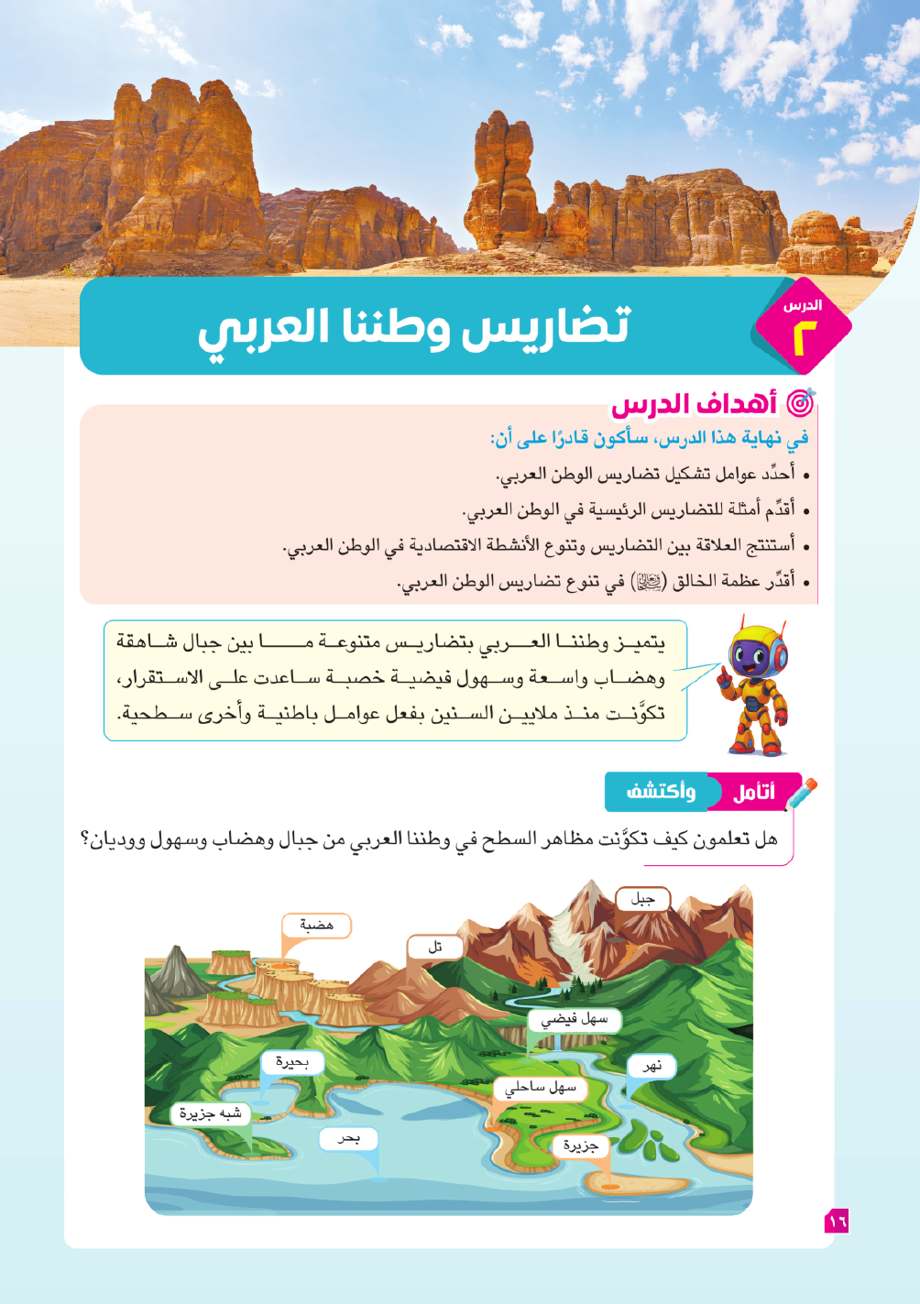 الدرس
٢
تضاريس وطننا العربي
أهداف الدرس
في نهاية هذا الدرس، سأكون قادرًا على أن:
• أحدِّد عوامل تشكيل تضاريس الوطن العربي.
• أقدِّم أمثلة للتضاريس الرئيسية في الوطن العربي.
• أستنتج العلاقة بين التضاريس وتنوع الأنشطة الاقتصادية في الوطن العربي.
• أقدِّر عظمة الخالق () في تنوع تضاريس الوطن العربي.
يتميز وطننا العربي بتضاريس متنوعة ما بين جبال شاهقة
وهضاب واسعة وسهول فيضية خصبة ساعدت على الاستقرار،
تكوَّنت منذ ملايين السنين بفعل عوامل باطنية وأخرى سطحية.
أتأمل وأكتشف
هل تعلمون كيف تكوَّنت مظاهر السطح في وطننا العربي من جبال وهضاب وسهول ووديان؟
جبل
هضبة
تل
سهل فيضي
بحيرة
نهر
سهل ساحلي
شبه جزيرة
بحر
جزيرة
١٦